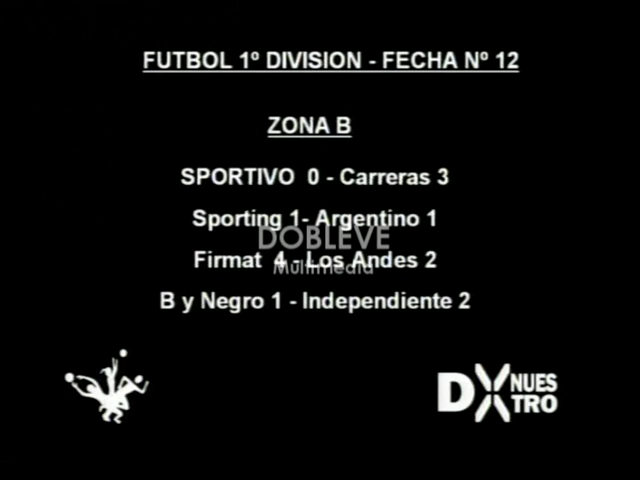 FUTBOL 1º DIVISION - FECHA Nº 12
ZONA B
SPORTIVO 0 - Carreras 3
Sporting 1- Argentino 1
DOBLEVE
Firmat 4 - Los Andes 2
Multimedia
B y Negro 1 - Independiente 2
DX NUES
TRO